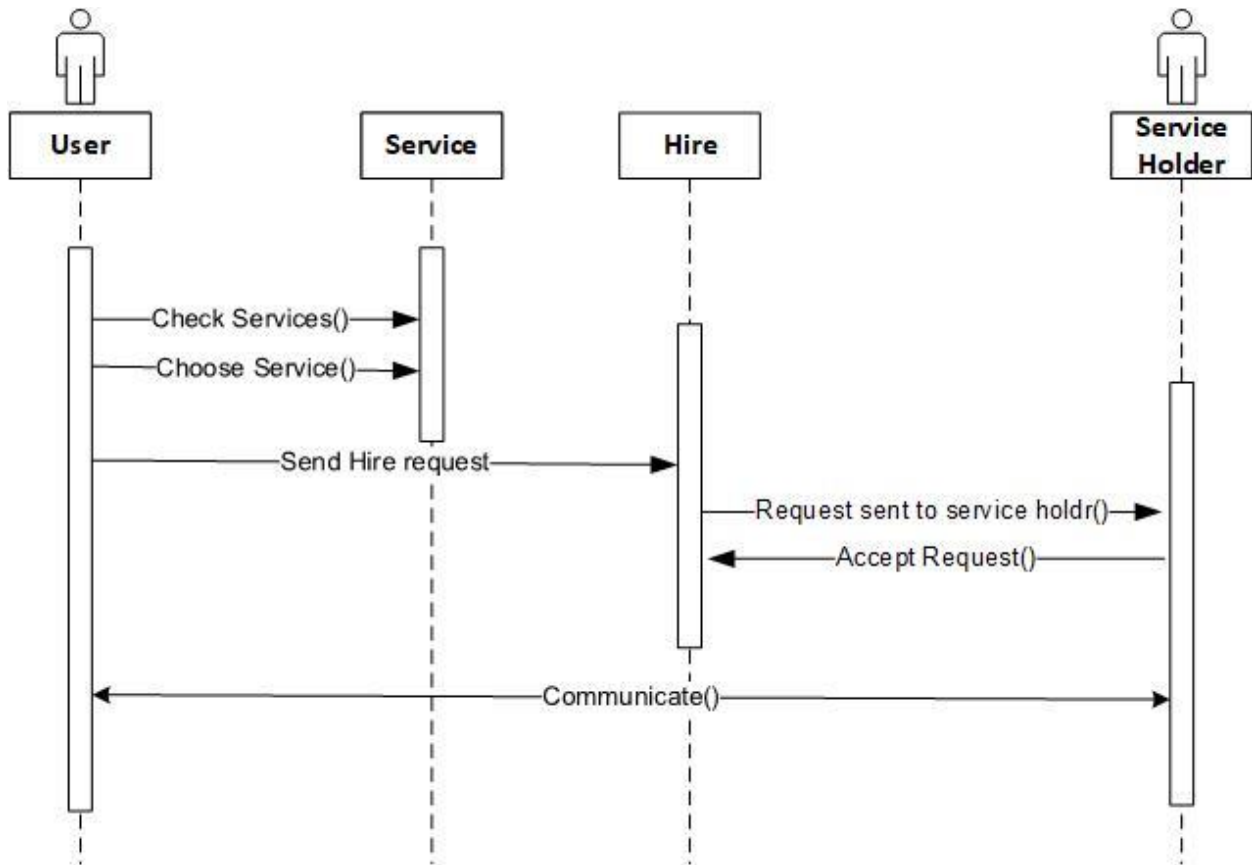 User
Service
Hire
Service
Holder
Check Services()
Choose Service()
Send Hire request
Request sent to service holdr()
Accept Request()
Communicate()